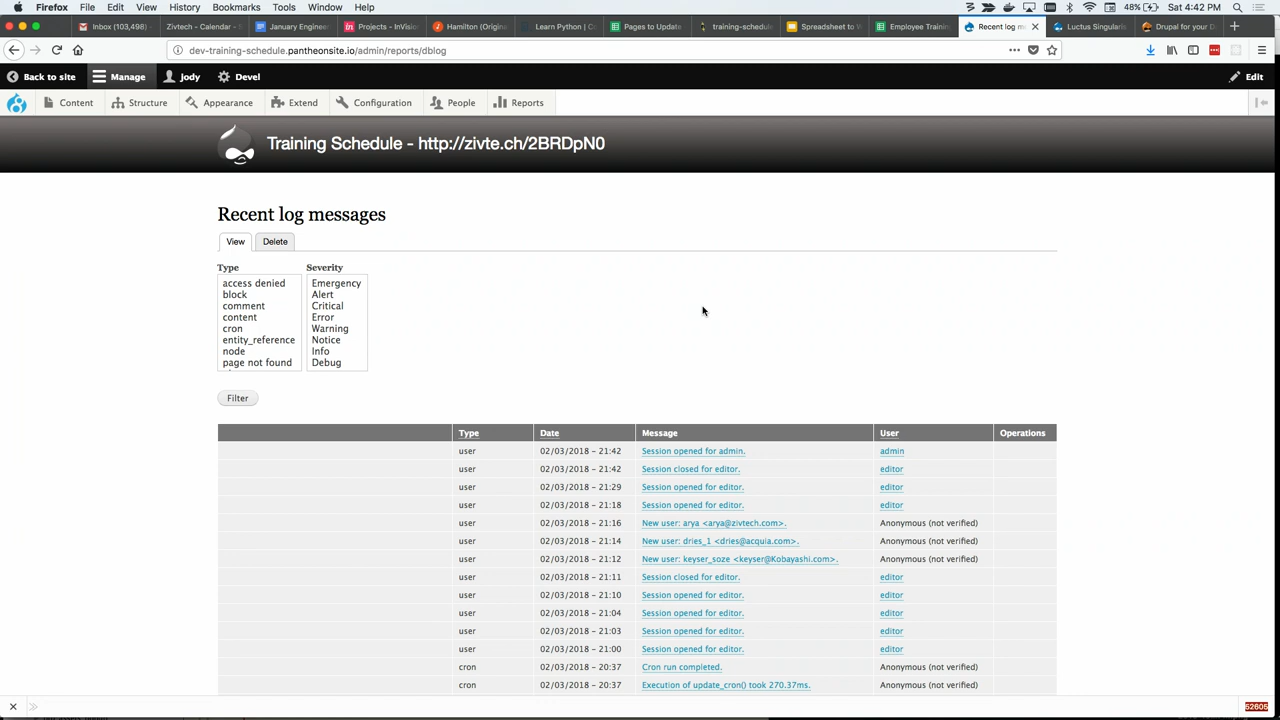 Firefox File Edit View History Bookmarks Tools Window Help 48% Sat 4:42 PM
Inbox (103,498) - Zivtech - Calendar - January Engine Projects - InVisi Hamilton (Origina Learn Python | C Pages to Update training-schedule Spreadsheet to Employee Trainin Recent log m Luctus Singularis Drupal for your D
dev-training-schedule.pantheonsite.io/admin/reports/dblog
Back to site Manage Jody Devel Edit
Content Structure Appearance Extend Configuration People Reports
Training Schedule - http://zivte.ch/2BRDpN0
Recent log messages
View Delete
Type Severity
access denied Emergency
block Alert
comment Critical
content Error
cron Warning
entity_reference Notice
node Info
page not found Debug
Filter
Type Date Message User Operations
user 02/03/2018 - 21:42 Session opened for admin. admin
user 02/03/2018 - 21:42 Session closed for editor. editor
user 02/03/2018 - 21:29 Session opened for editor. editor
user 02/03/2018 - 21:18 Session opened for editor. editor
user 02/03/2018 - 21:16 New user: arya <arya@zivtech.com>. Anonymous (not verified)
user 02/03/2018 - 21:14 New user: dries_1 <dries@acquia.com>. Anonymous (not verified)
user 02/03/2018 - 21:12 New user: keyser_soze <keyser@Kobayashi.com>. Anonymous (not verified)
user 02/03/2018 - 21:11 Session closed for editor. editor
user 02/03/2018 - 21:10 Session opened for editor. editor
user 02/03/2018 - 21:04 Session opened for editor. editor
user 02/03/2018 - 21:03 Session opened for editor. editor
user 02/03/2018 - 21:00 Session opened for editor. editor
cron 02/03/2018 - 20:37 Cron run completed. Anonymous (not verified)
cron 02/03/2018 - 20:37 Execution of update_cron() took 270.37ms. Anonymous (not verified)
52605